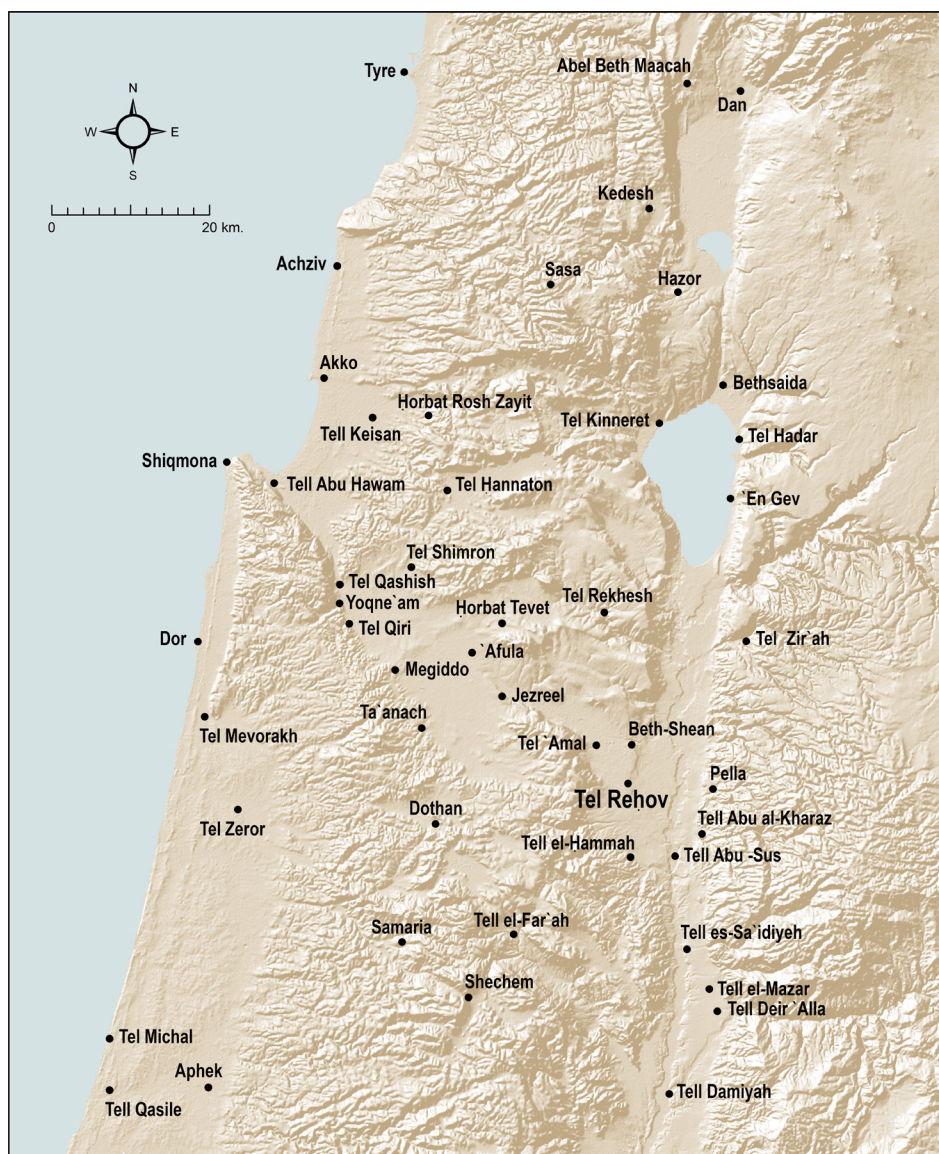 Tyre
Abel Beth Maacah
Dan
N
W
E
S
Kedesh
0
20 km.
Achziv
Sasa
Hazor
Akko
Bethsaida
Horbat Rosh Zayit
Tell Keisan
Tel Kinneret
Tel Hadar
Shiqmona
Tell Abu Hawam
Tel Hannaton
`En Gev
Tel Shimron
Tel Qashish
Yoqne`am
Horbat Tevet
Tel Rekhesh
Tel Qiri
Dor
Tel Zir`ah
`Afula
Megiddo
Jezreel
Ta`anach
Tel Mevorakh
Tel `Amal
Beth-Shean
Pella
Tel Rehov
Tel Zeror
Dothan
Tell Abu al-Kharaz
Tell el-Hammah
Tell Abu -Sus
Samaria
Tell el-Far`ah
Tell es-Sa`idiyeh
Shechem
Tell el-Mazar
Tell Deir `Alla
Tel Michal
Aphek
Tell Qasile
Tell Damiyah